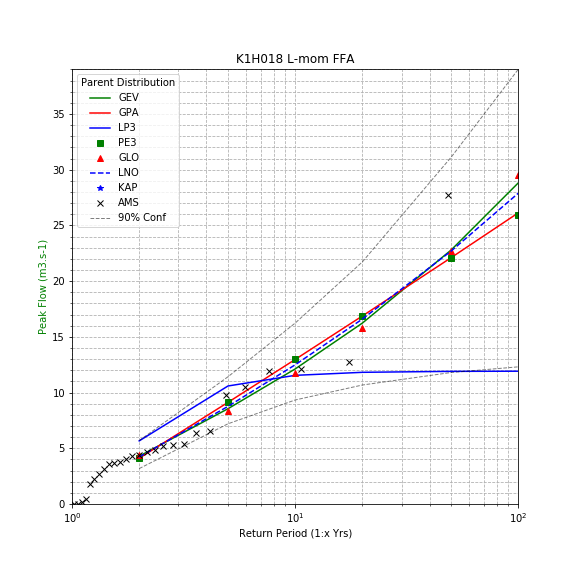 K1H018 L-mom FFA
Parent Distribution
GEV
GPA
LP3
PE3
GLO
LNO
KAP
AMS
90% Conf
Peak Flow (m3.s-1)
35
30
25
20
15
10
5
0
10⁰
10¹
10²
Return Period (1:x Yrs)